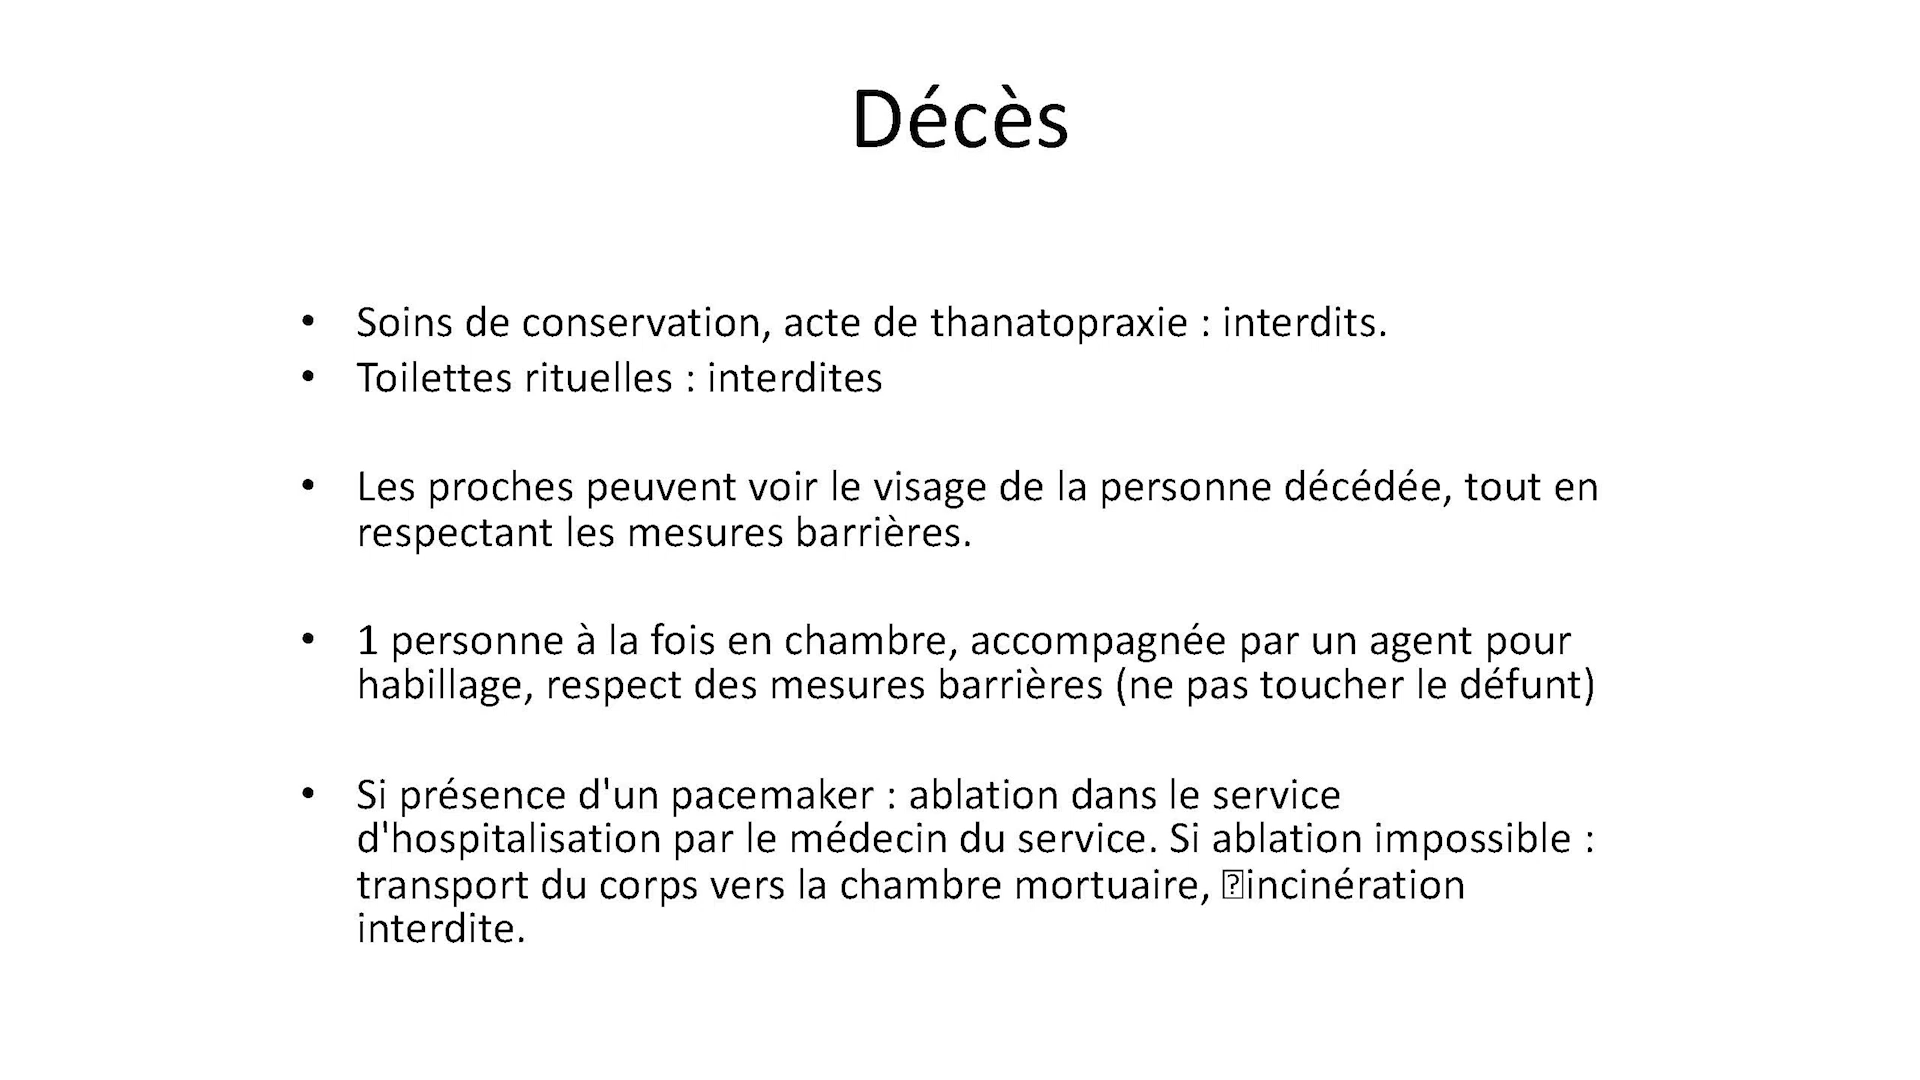 Décès
• Soins de conservation, acte de thanatopraxie : interdits.
• Toilettes rituelles : interdites
• Les proches peuvent voir le visage de la personne décédée, tout en
respectant les mesures barrières.
• 1 personne à la fois en chambre, accompagnée par un agent pour
habillage, respect des mesures barrières (ne pas toucher le défunt)
• Si présence d'un pacemaker : ablation dans le service
d'hospitalisation par le médecin du service. Si ablation impossible :
transport du corps vers la chambre mortuaire, incinération
interdite.